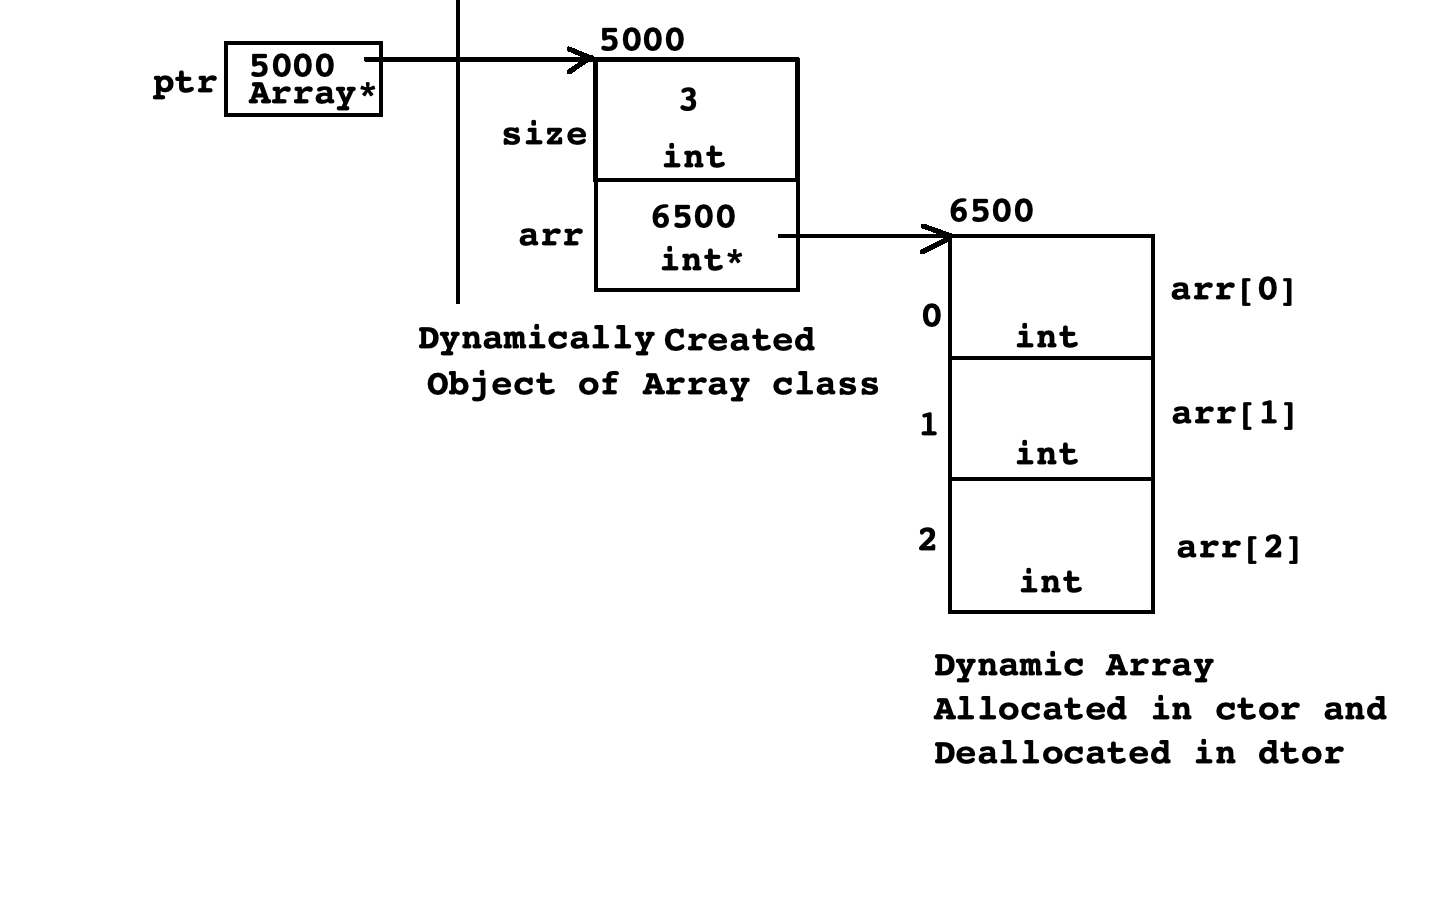 5000
ptr
5000
Array*
size
3
int
arr
6500
int*
Dynamically Created
Object of Array class
6500
0
int
arr[0]
1
int
arr[1]
2
int
arr[2]
Dynamic Array
Allocated in ctor and
Deallocated in dtor